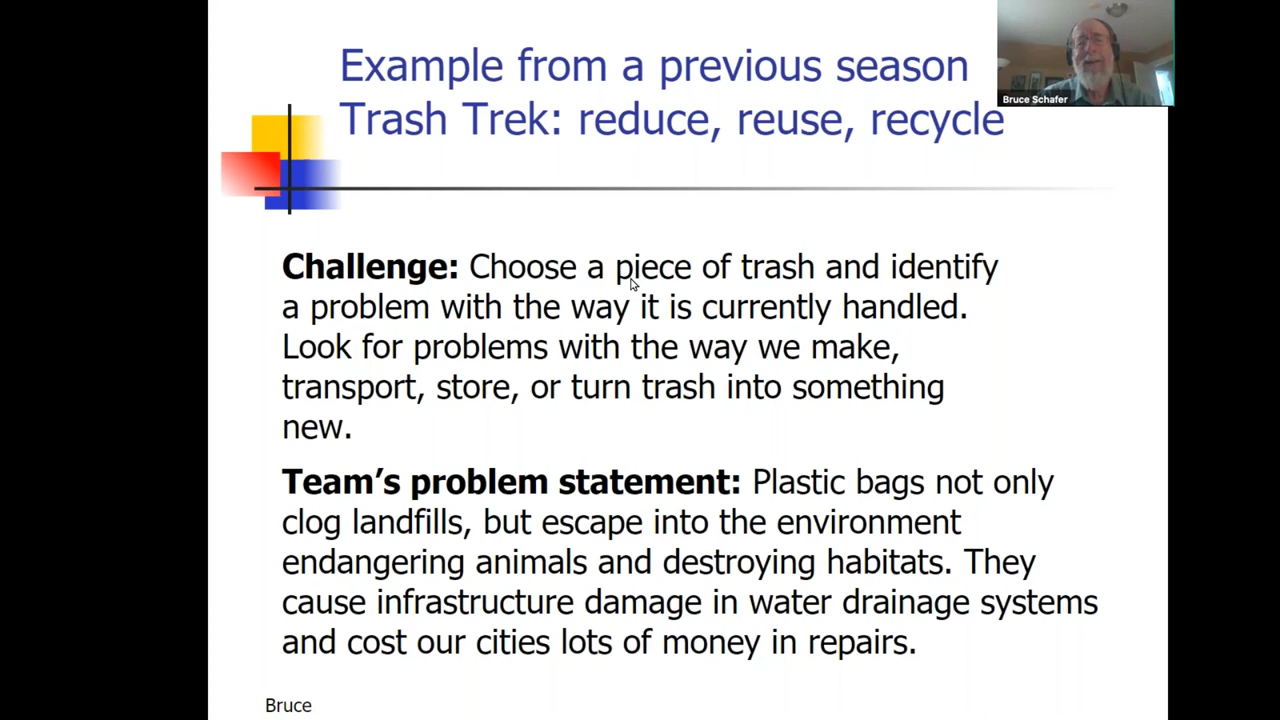 Example from a previous season
Trash Trek: reduce, reuse, recycle
Bruce Schafer
Challenge: Choose a piece of trash and identify
a problem with the way it is currently handled.
Look for problems with the way we make,
transport, store, or turn trash into something
new.
Team’s problem statement: Plastic bags not only
clog landfills, but escape into the environment
endangering animals and destroying habitats. They
cause infrastructure damage in water drainage systems
and cost our cities lots of money in repairs.
Bruce